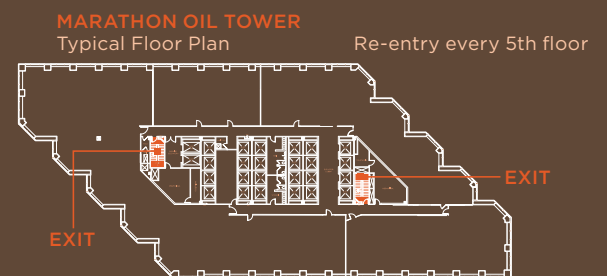 MARATHON OIL TOWER
Typical Floor Plan
Re-entry every 5th floor
EXIT
EXIT